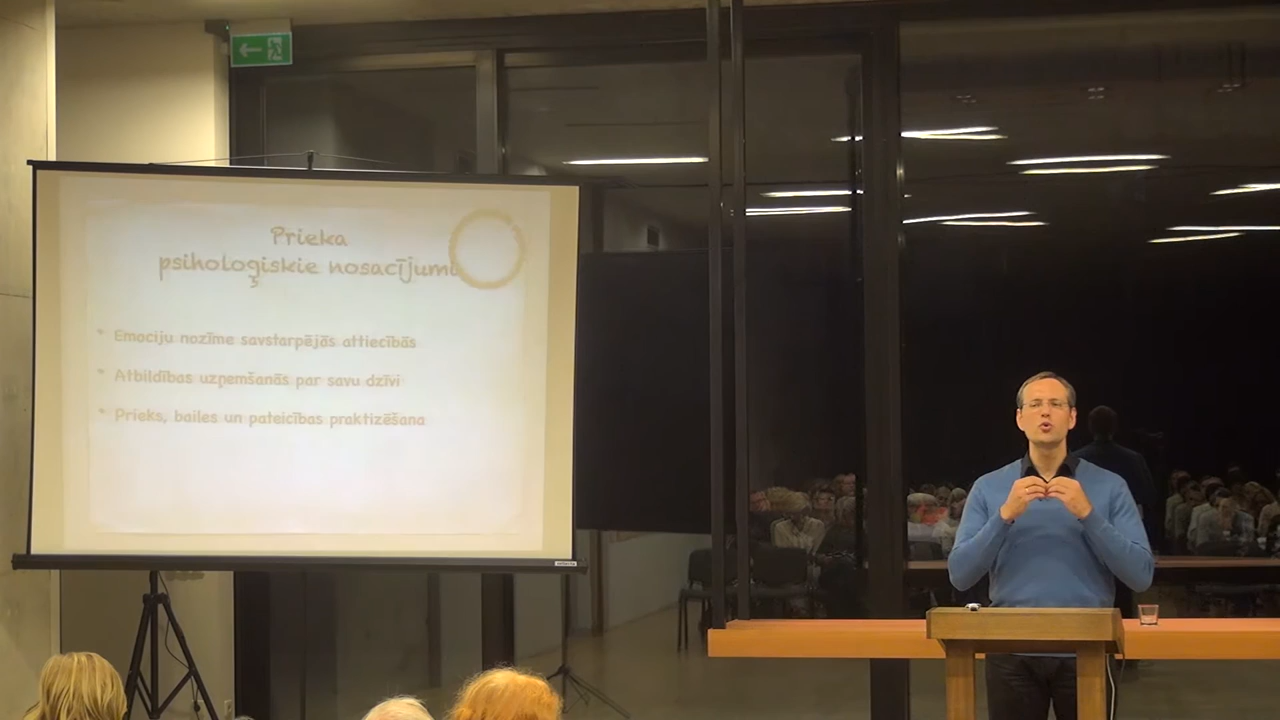 Prieka
psiholoģiskie nosacījumi
* Emociju nozīme savstarpējās attiecībās
* Atbildības uzņemšanās par savu dzīvi
* Prieks, bailes un pateicības praktizēšana